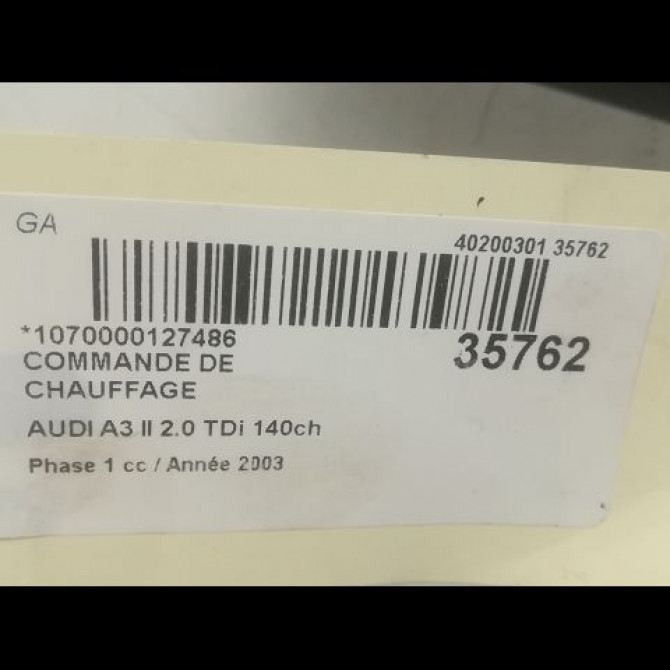 GA
40200301 35762
*1070000127486
35762
COMMANDE DE
CHAUFFAGE
AUDI A3 II 2.0 TDi 140ch
Phase 1 cc / Année 2003